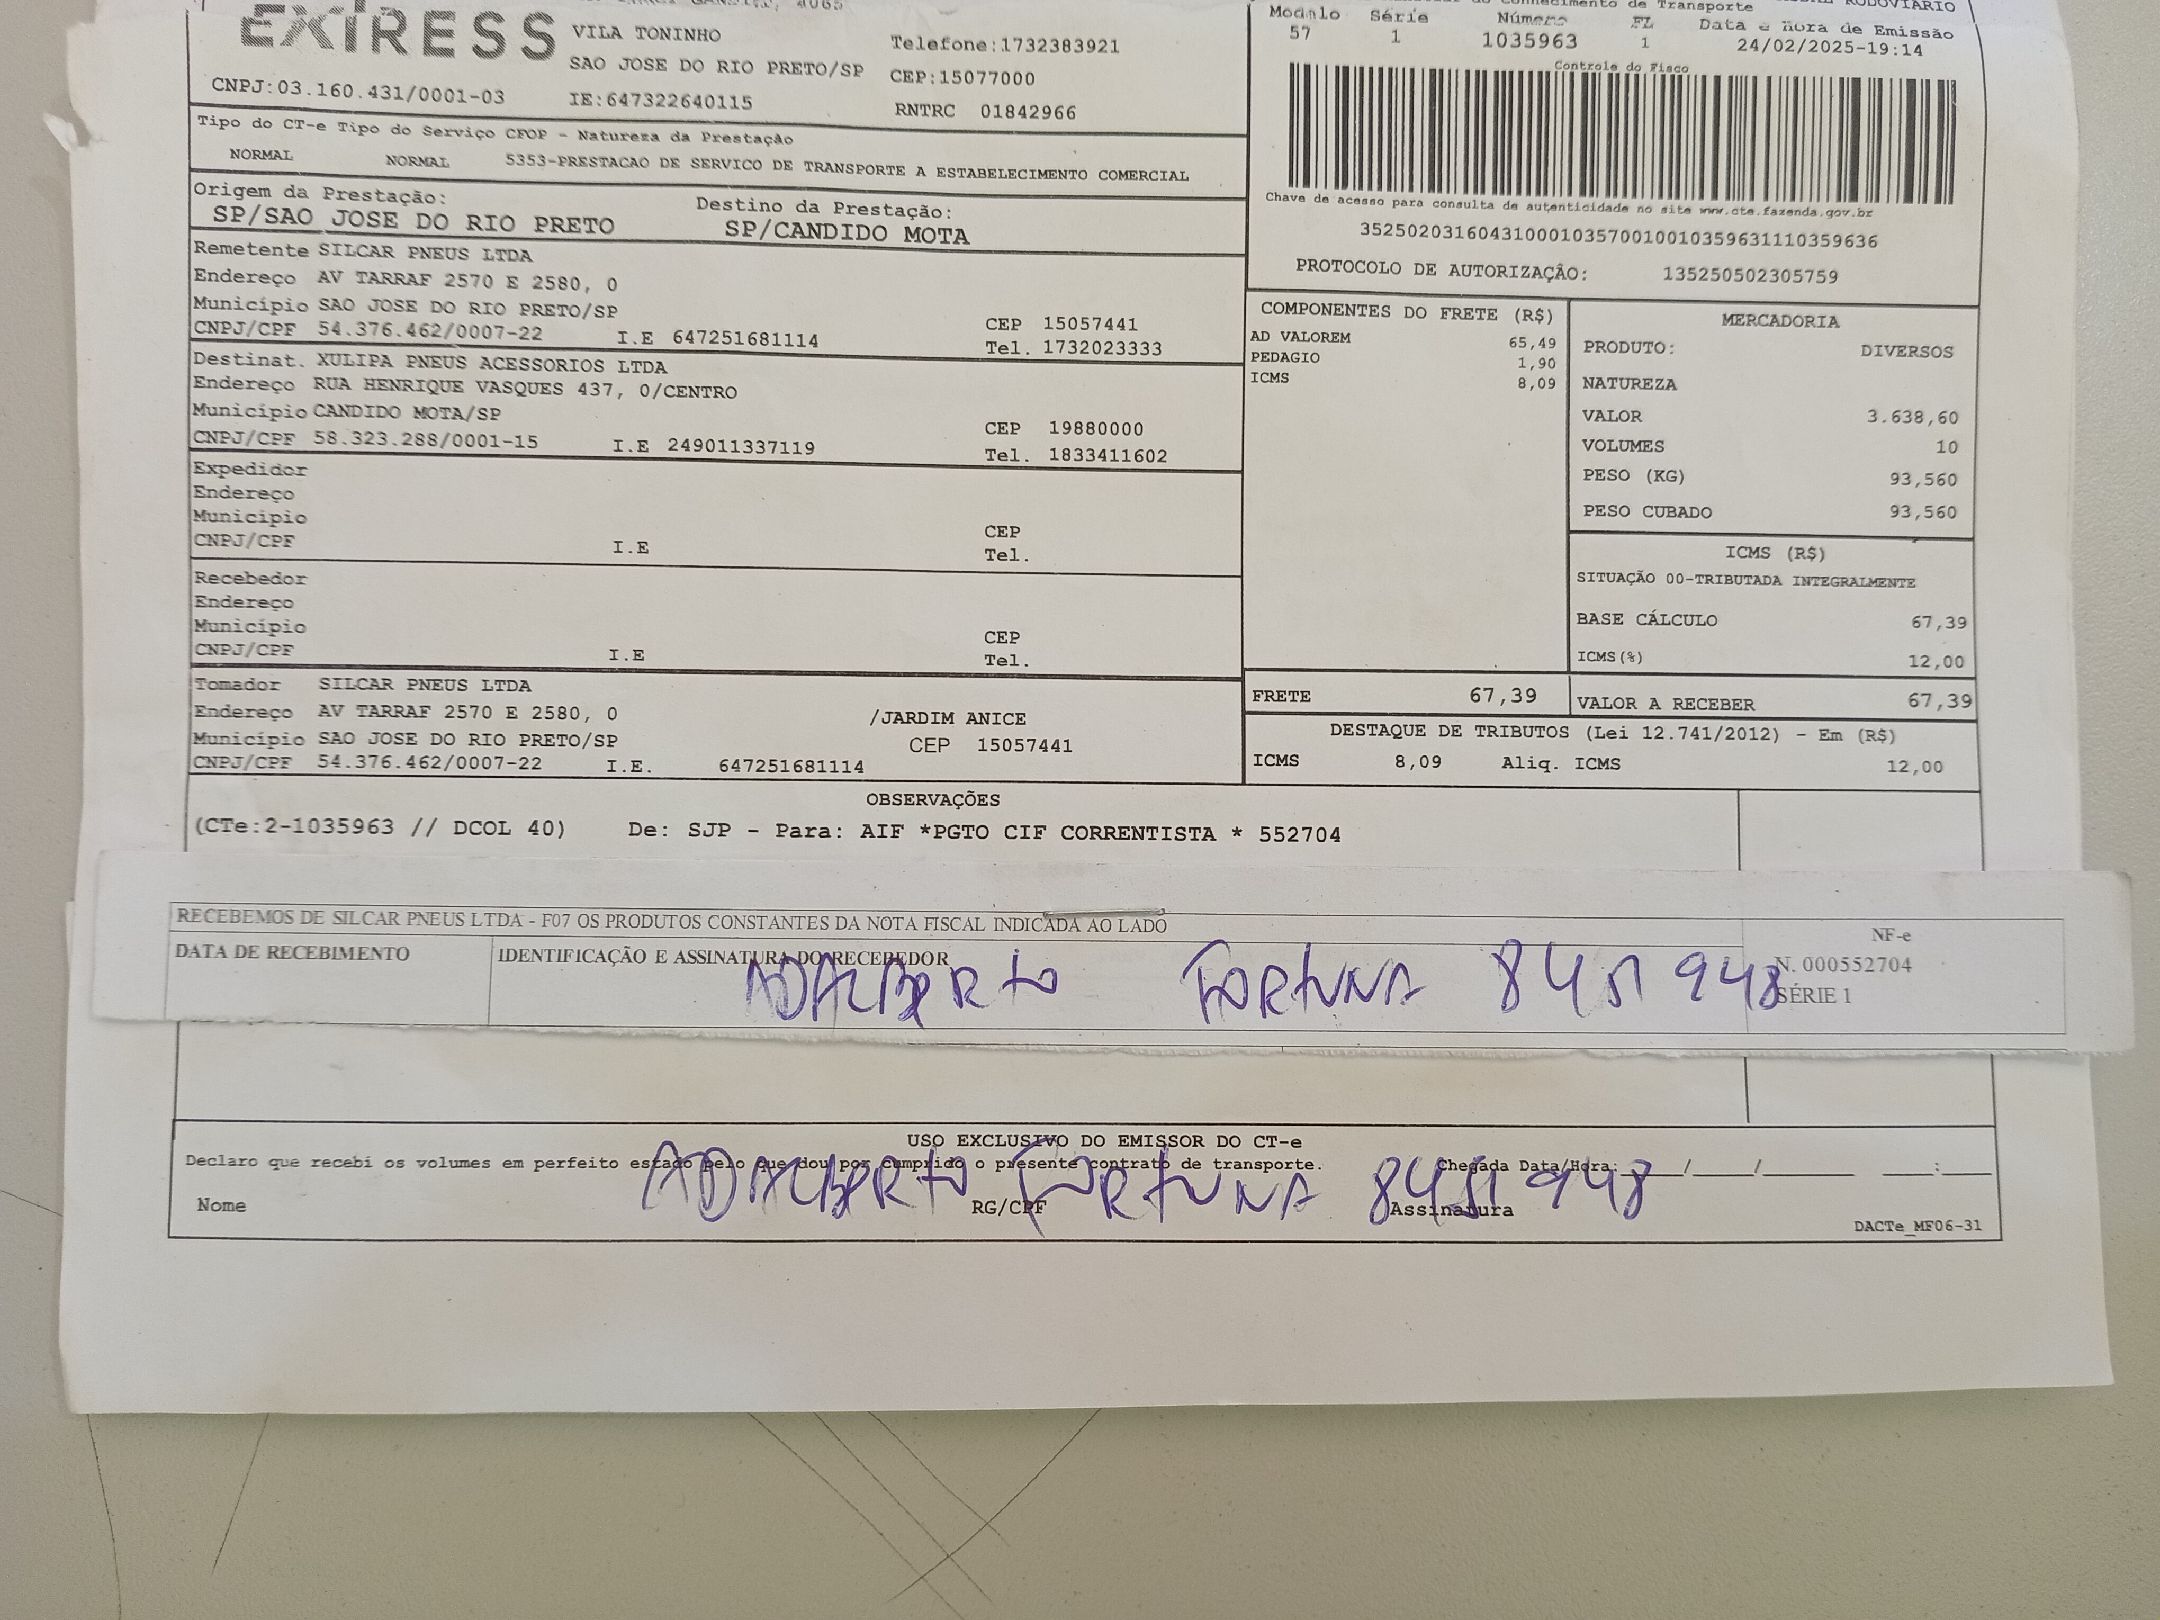 EXPRESS
VILA TONINHO
SAO JOSE DO RIO PRETO/SP
Telefone:1732383921
CEP:15077000
CNPJ:03.160.431/0001-03 IE:647322640115 RNTRC 01842966
Modelo Série Número FL Data e Hora de Emissão
57 1 1035963 1 24/02/2025-19:14
Controle do Fisco
Chave de acesso para consulta de autenticidade no site www.cte.fazenda.gov.br
35250203160431000103570010010359631110359636
PROTOCOLO DE AUTORIZAÇÃO: 135250502305759
Tipo do CT-e Tipo do Serviço CFOP - Natureza da Prestação
NORMAL NORMAL 5353-PRESTACAO DE SERVICO DE TRANSPORTE A ESTABELECIMENTO COMERCIAL
Origem da Prestação: Destino da Prestação:
SP/SAO JOSE DO RIO PRETO SP/CANDIDO MOTA
Remetente SILCAR PNEUS LTDA
Endereço AV TARRAF 2570 E 2580, 0
Município SAO JOSE DO RIO PRETO/SP CEP 15057441
CNPJ/CPF 54.376.462/0007-22 I.E 647251681114 Tel. 1732023333
Destinat. XULIPA PNEUS ACESSORIOS LTDA
Endereço RUA HENRIQUE VASQUES 437, 0/CENTRO
Município CANDIDO MOTA/SP CEP 19880000
CNPJ/CPF 58.323.288/0001-15 I.E 249011337119 Tel. 1833411602
Expedidor
Endereço
Município CEP
CNPJ/CPF I.E Tel.
Recebedor
Endereço
Município CEP
CNPJ/CPF I.E Tel.
Tomador SILCAR PNEUS LTDA
Endereço AV TARRAF 2570 E 2580, 0 /JARDIM ANICE
Município SAO JOSE DO RIO PRETO/SP CEP 15057441
CNPJ/CPF 54.376.462/0007-22 I.E. 647251681114
COMPONENTES DO FRETE (R$)
AD VALOREM 65,49
PEDAGIO 1,90
ICMS 8,09
MERCADORIA
PRODUTO: DIVERSOS
NATUREZA
VALOR 3.638,60
VOLUMES 10
PESO (KG) 93,560
PESO CUBADO 93,560
ICMS (R$)
SITUAÇÃO 00-TRIBUTADA INTEGRALMENTE
BASE CÁLCULO 67,39
ICMS(%) 12,00
FRETE 67,39 VALOR A RECEBER 67,39
DESTAQUE DE TRIBUTOS (Lei 12.741/2012) - Em (R$)
ICMS 8,09 Aliq. ICMS 12,00
OBSERVAÇÕES
(CTe:2-1035963 // DCOL 40) De: SJP - Para: AIF *PGTO CIF CORRENTISTA * 552704
RECEBEMOS DE SILCAR PNEUS LTDA - F07 OS PRODUTOS CONSTANTES DA NOTA FISCAL INDICADA AO LADO
NF-e
DATA DE RECEBIMENTO IDENTIFICAÇÃO E ASSINATURA DO RECEBEDOR
N. 000552704
SÉRIE 1
ADALBERTO FORTUNA 8451948
USO EXCLUSIVO DO EMISSOR DO CT-e
Declaro que recebi os volumes em perfeito estado pelo que dou por cumprido o presente contrato de transporte. Chegada Data/Hora: ___/___/___ __:__
ADALBERTO FORTUNA 8451948
Nome RG/CPF Assinatura
DACTe_MF06-31